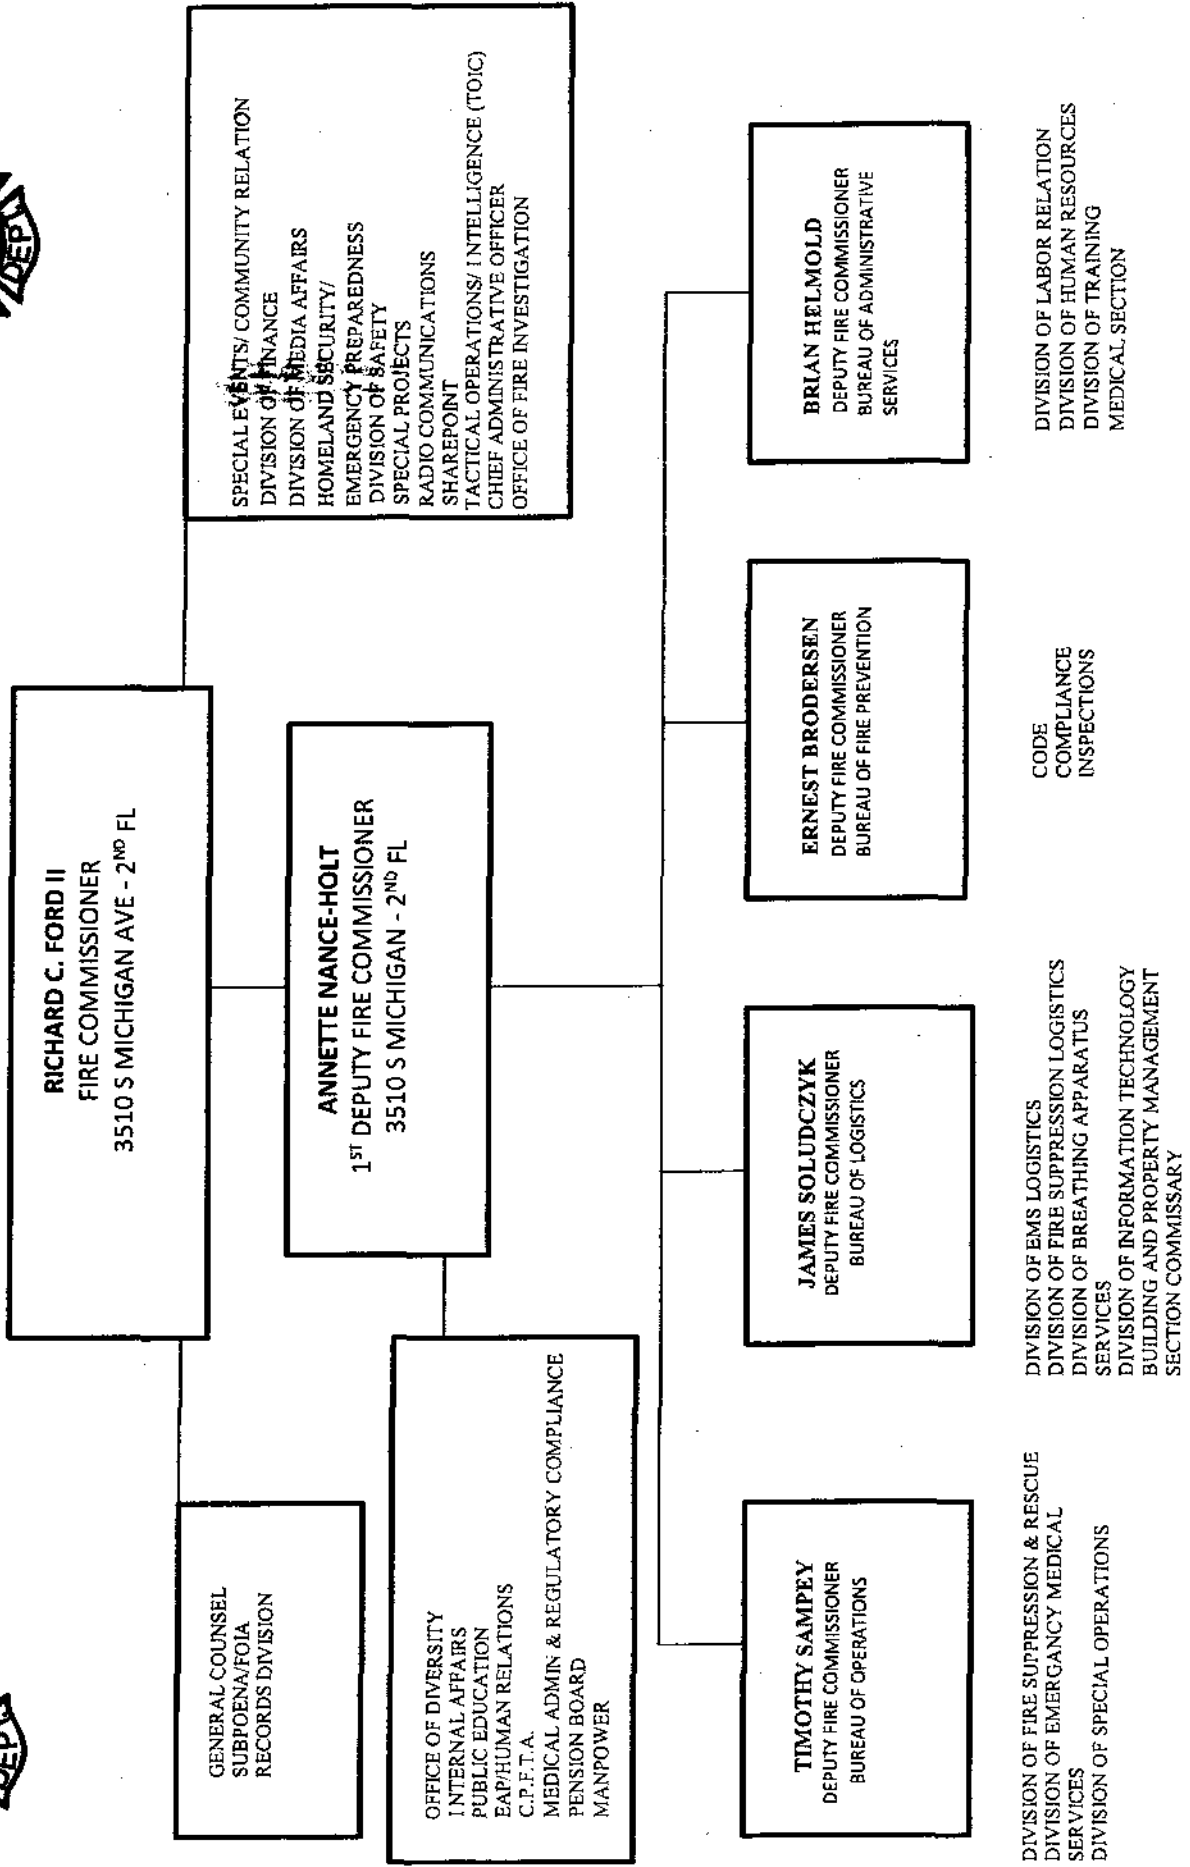 DEPT
DEPT
RICHARD C. FORD II
FIRE COMMISSIONER
3510 S MICHIGAN AVE - 2ND FL
GENERAL COUNSEL
SUBPOENA/FOIA
RECORDS DIVISION
SPECIAL EVENTS/ COMMUNITY RELATION
DIVISION OF FINANCE
DIVISION OF MEDIA AFFAIRS
HOMELAND SECURITY/
EMERGENCY PREPAREDNESS
DIVISION OF SAFETY
SPECIAL PROJECTS
RADIO COMMUNICATIONS
SHAREPOINT
TACTICAL OPERATIONS/ INTELLIGENCE (TOIC)
CHIEF ADMINISTRATIVE OFFICER
OFFICE OF FIRE INVESTIGATION
ANNETTE NANCE-HOLT
1ST DEPUTY FIRE COMMISSIONER
3510 S MICHIGAN - 2ND FL
OFFICE OF DIVERSITY
INTERNAL AFFAIRS
PUBLIC EDUCATION
EAP/HUMAN RELATIONS
C.P.F.T.A.
MEDICAL ADMIN & REGULATORY COMPLIANCE
PENSION BOARD
MANPOWER
TIMOTHY SAMPEY
DEPUTY FIRE COMMISSIONER
BUREAU OF OPERATIONS
DIVISION OF FIRE SUPPRESSION & RESCUE
DIVISION OF EMERGANCY MEDICAL
SERVICES
DIVISION OF SPECIAL OPERATIONS
JAMES SOLUDCZYK
DEPUTY FIRE COMMISSIONER
BUREAU OF LOGISTICS
DIVISION OF EMS LOGISTICS
DIVISION OF FIRE SUPPRESSION LOGISTICS
DIVISION OF BREATHING APPARATUS
SERVICES
DIVISION OF INFORMATION TECHNOLOGY
BUILDING AND PROPERTY MANAGEMENT
SECTION COMMISSARY
ERNEST BRODERSEN
DEPUTY FIRE COMMISSIONER
BUREAU OF FIRE PREVENTION
CODE
COMPLIANCE
INSPECTIONS
BRIAN HELMOLD
DEPUTY FIRE COMMISSIONER
BUREAU OF ADMINISTRATIVE
SERVICES
DIVISION OF LABOR RELATION
DIVISION OF HUMAN RESOURCES
DIVISION OF TRAINING
MEDICAL SECTION